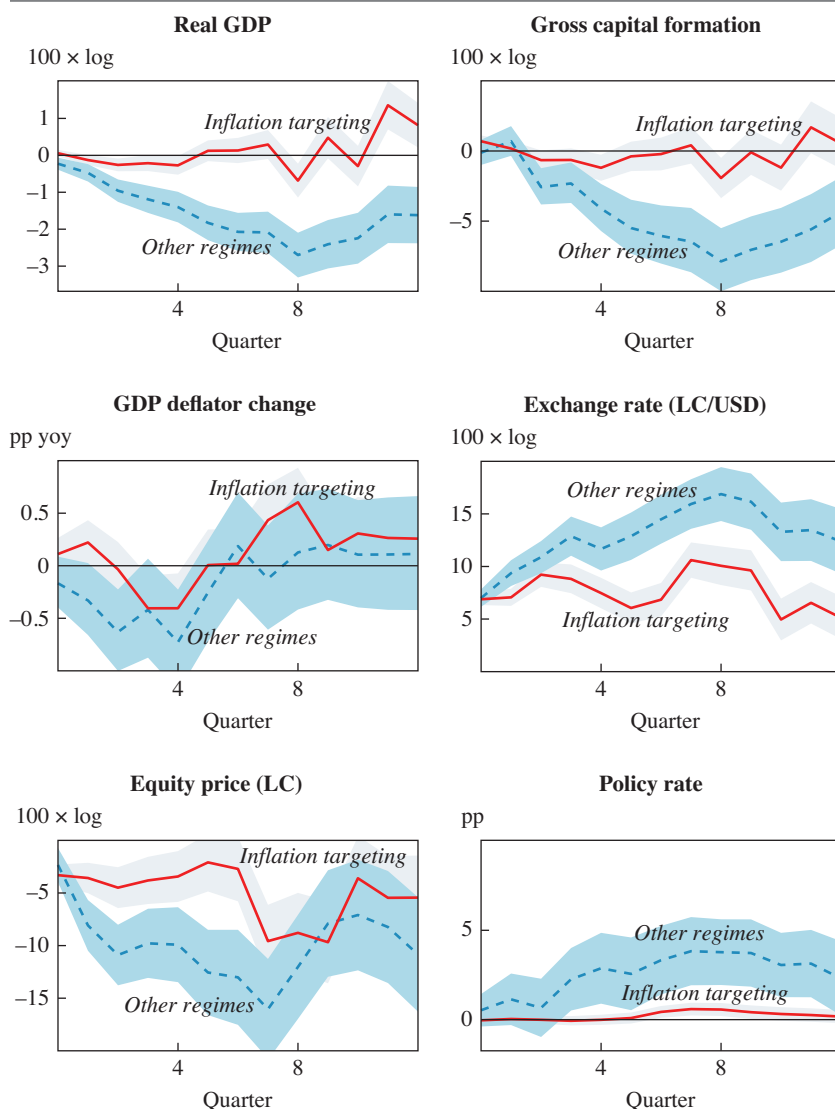 Real GDP
100 × log
1
0
−1
−2
−3
Inflation targeting
Other regimes
4
8
Quarter
Gross capital formation
100 × log
0
−5
Inflation targeting
Other regimes
4
8
Quarter
GDP deflator change
pp yoy
0.5
0
−0.5
Inflation targeting
Other regimes
4
8
Quarter
Exchange rate (LC/USD)
100 × log
15
10
5
Other regimes
Inflation targeting
4
8
Quarter
Equity price (LC)
100 × log
−5
−10
−15
Inflation targeting
Other regimes
4
8
Quarter
Policy rate
pp
5
0
Other regimes
Inflation targeting
4
8
Quarter